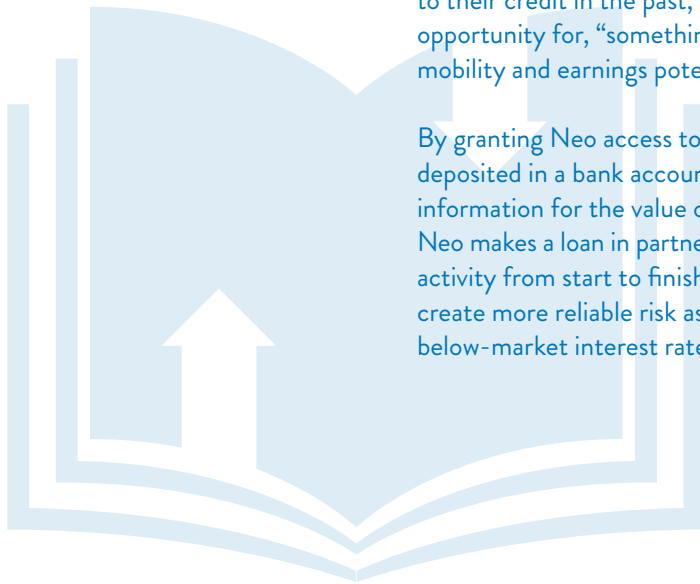 to their credit in the past,
opportunity for, “somethin
mobility and earnings pote
By granting Neo access to
deposited in a bank accoun
information for the value o
Neo makes a loan in partne
activity from start to finish
create more reliable risk as
below-market interest rate